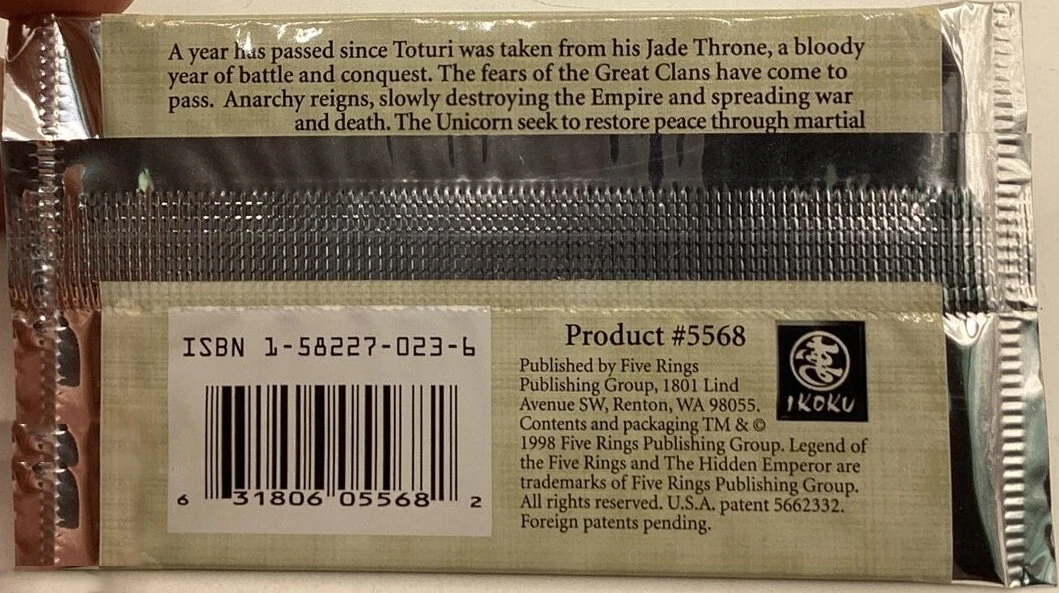 A year has passed since Toturi was taken from his Jade Throne, a bloody
year of battle and conquest. The fears of the Great Clans have come to
pass. Anarchy reigns, slowly destroying the Empire and spreading war
and death. The Unicorn seek to restore peace through martial
ISBN 1-58227-023-6
6 31806 05568 2
Product #5568
Published by Five Rings
Publishing Group, 1801 Lind
Avenue SW, Renton, WA 98055.
Contents and packaging TM & ©
1998 Five Rings Publishing Group. Legend of
the Five Rings and The Hidden Emperor are
trademarks of Five Rings Publishing Group.
All rights reserved. U.S.A. patent 5662332.
Foreign patents pending.
IKOKU